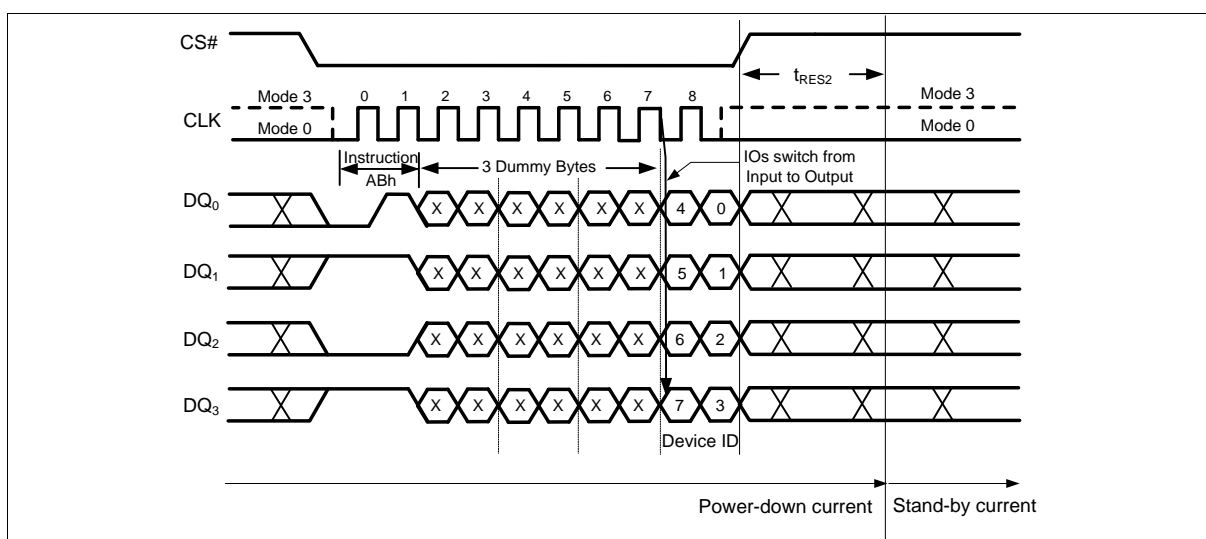 CS#
t_RES2
Mode 3
0 1 2 3 4 5 6 7 8
Mode 3
CLK
Mode 0
Mode 0
Instruction
ABh
3 Dummy Bytes
IOs switch from
Input to Output
DQ0
X X X X X X 4 0
DQ1
X X X X X X 5 1
DQ2
X X X X X X 6 2
DQ3
X X X X X X 7 3
Device ID
Power-down current
Stand-by current